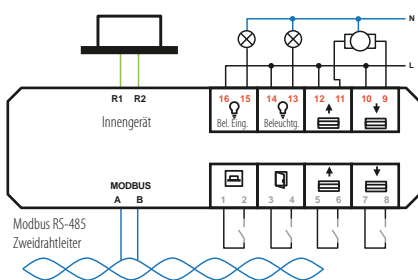 N
L
R1 R2
16 15 14 13 12 11 10 9
Innengerät
Bel. Eing. Beleuchtg.
MODBUS
A B
1 2 3 4 5 6 7 8
Modbus RS-485
Zweidrahtleiter